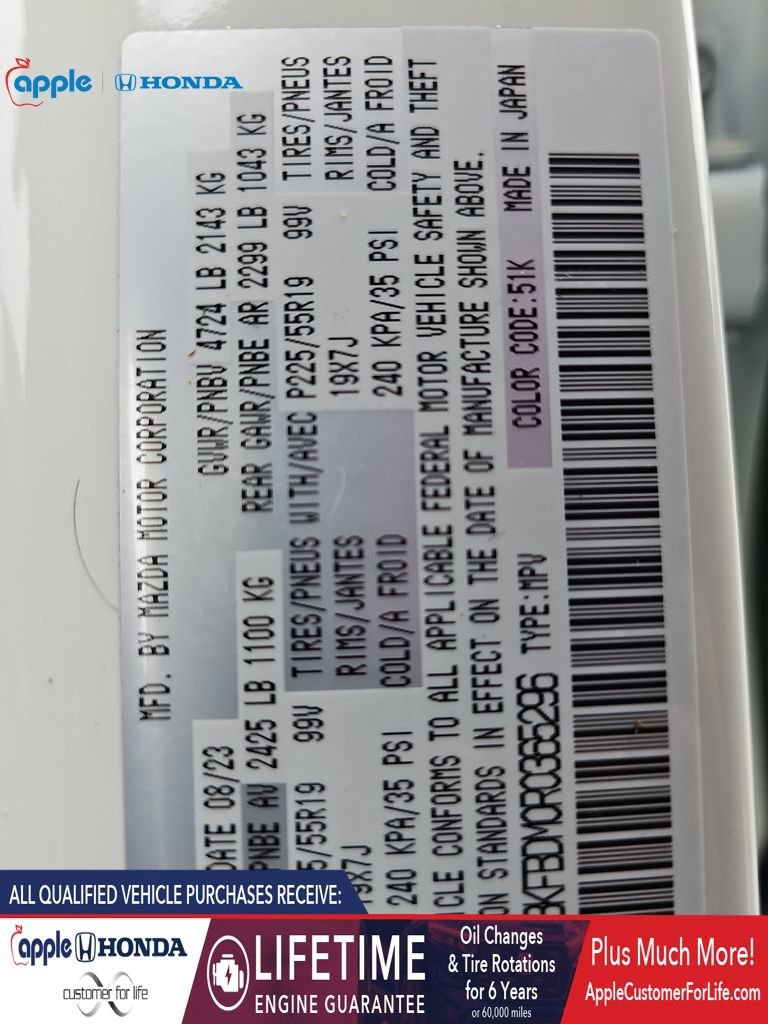 apple HONDA
MFD. BY MAZDA MOTOR CORPORATION
DATE 08/23 GVWR/PNBV 4724 LB 2143 KG
PNBE AV 2425 LB 1100 KG REAR GAWR/PNBE AR 2299 LB 1043 KG
5/55R19 99V TIRES/PNEUS WITH/AVEC P225/55R19 99V TIRES/PNEUS
19X7J RIMS/JANTES 19X7J RIMS/JANTES
240 KPA/35 PSI COLD/A FROID 240 KPA/35 PSI COLD/A FROID
ICLE CONFORMS TO ALL APPLICABLE FEDERAL MOTOR VEHICLE SAFETY AND THEFT
ON STANDARDS IN EFFECT ON THE DATE OF MANUFACTURE SHOWN ABOVE.
3KFBDM0R0365296 TYPE:MPV COLOR CODE:51K MADE IN JAPAN
ALL QUALIFIED VEHICLE PURCHASES RECEIVE:
apple HONDA
customer for life
LIFETIME
ENGINE GUARANTEE
Oil Changes
& Tire Rotations
for 6 Years
or 60,000 miles
Plus Much More!
AppleCustomerForLife.com